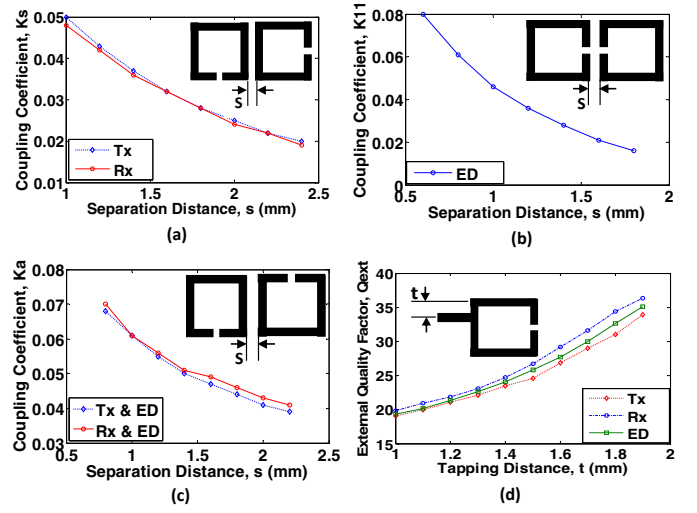 Coupling Coefficient, Ks
0.05
0.04
0.03
0.02
0.01
S
Tx
Rx
1
1.5
2
2.5
Separation Distance, s (mm)
(a)
Coupling Coefficient, K11
0.08
0.06
0.04
0.02
0
S
ED
0.5
1
1.5
2
Separation Distance, s (mm)
(b)
Coupling Coefficient, Ka
0.08
0.07
0.06
0.05
0.04
0.03
S
Tx & ED
Rx & ED
0.5
1
1.5
2
2.5
Separation Distance, s (mm)
(c)
External Quality Factor, Qext
40
35
30
25
20
15
t
Tx
Rx
ED
1
1.2
1.4
1.6
1.8
2
Tapping Distance, t (mm)
(d)